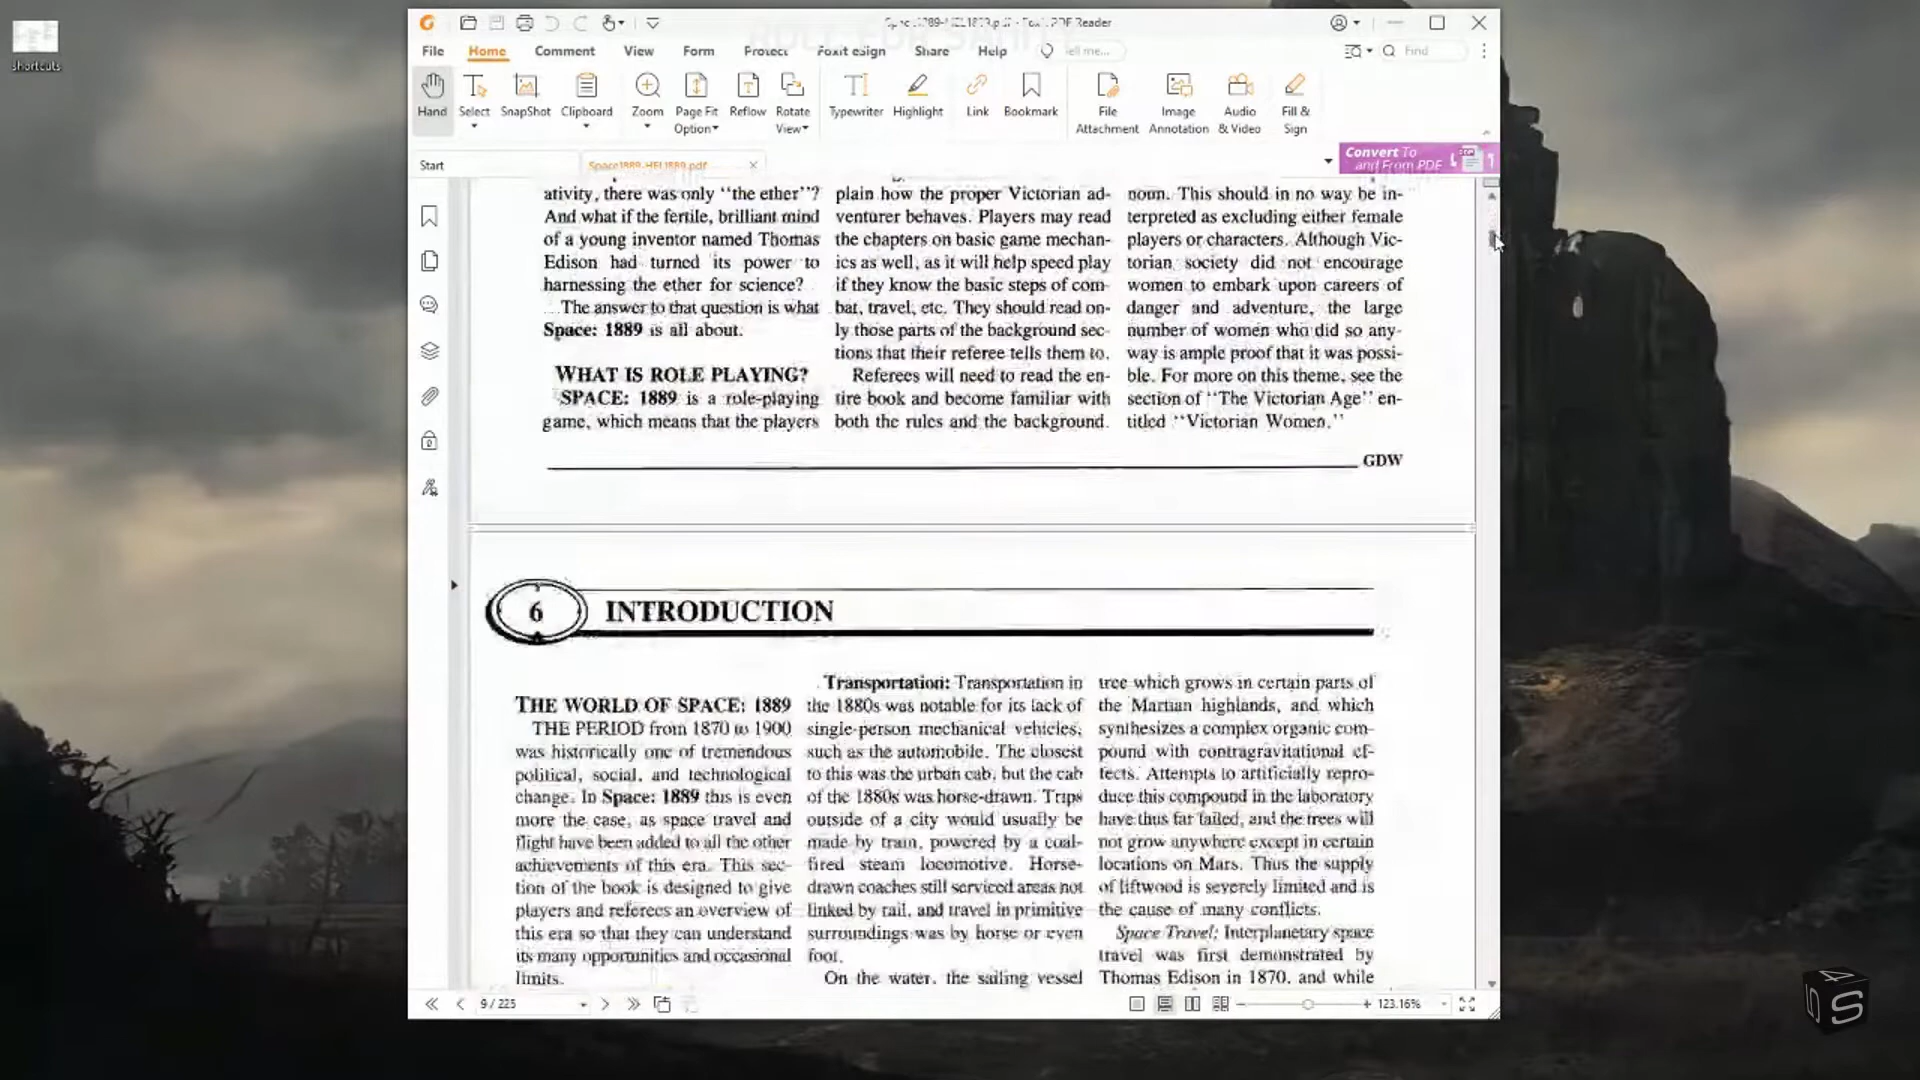 shortcuts
Space1889-HEL1889.pdf - Foxit PDF Reader
ROLL FOR SANITY
File Home Comment View Form Protect Foxit eSign Share Help Tell me... Find
Hand Select SnapShot Clipboard Zoom Page Fit Option Reflow Rotate View Typewriter Highlight Link Bookmark File Attachment Image Annotation Audio & Video Fill & Sign
Start Space1889-HEL1889.pdf
Convert To
and From PDF
ativity, there was only "the ether"?
And what if the fertile, brilliant mind
of a young inventor named Thomas
Edison had turned its power to
harnessing the ether for science?
The answer to that question is what
Space: 1889 is all about.
WHAT IS ROLE PLAYING?
SPACE: 1889 is a role-playing
game, which means that the players
plain how the proper Victorian ad-
venturer behaves. Players may read
the chapters on basic game mechan-
ics as well, as it will help speed play
if they know the basic steps of com-
bat, travel, etc. They should read on-
ly those parts of the background sec-
tions that their referee tells them to.
Referees will need to read the en-
tire book and become familiar with
both the rules and the background.
noun. This should in no way be in-
terpreted as excluding either female
players or characters. Although Vic-
torian society did not encourage
women to embark upon careers of
danger and adventure, the large
number of women who did so any-
way is ample proof that it was possi-
ble. For more on this theme, see the
section of "The Victorian Age" en-
titled "Victorian Women."
GDW
6 INTRODUCTION
THE WORLD OF SPACE: 1889
THE PERIOD from 1870 to 1900
was historically one of tremendous
political, social, and technological
change. In Space: 1889 this is even
more the case, as space travel and
flight have been added to all the other
achievements of this era. This sec-
tion of the book is designed to give
players and referees an overview of
this era so that they can understand
its many opportunities and occasional
limits.
Transportation: Transportation in
the 1880s was notable for its lack of
single-person mechanical vehicles,
such as the automobile. The closest
to this was the urban cab, but the cab
of the 1880s was horse-drawn. Trips
outside of a city would usually be
made by train, powered by a coal-
fired steam locomotive. Horse-
drawn coaches still serviced areas not
linked by rail, and travel in primitive
surroundings was by horse or even
foot.
On the water, the sailing vessel
tree which grows in certain parts of
the Martian highlands, and which
synthesizes a complex organic com-
pound with contragravitational ef-
fects. Attempts to artificially repro-
duce this compound in the laboratory
have thus far failed, and the trees will
not grow anywhere except in certain
locations on Mars. Thus the supply
of liftwood is severely limited and is
the cause of many conflicts.
Space Travel: Interplanetary space
travel was first demonstrated by
Thomas Edison in 1870, and while
9 / 225
123.16%